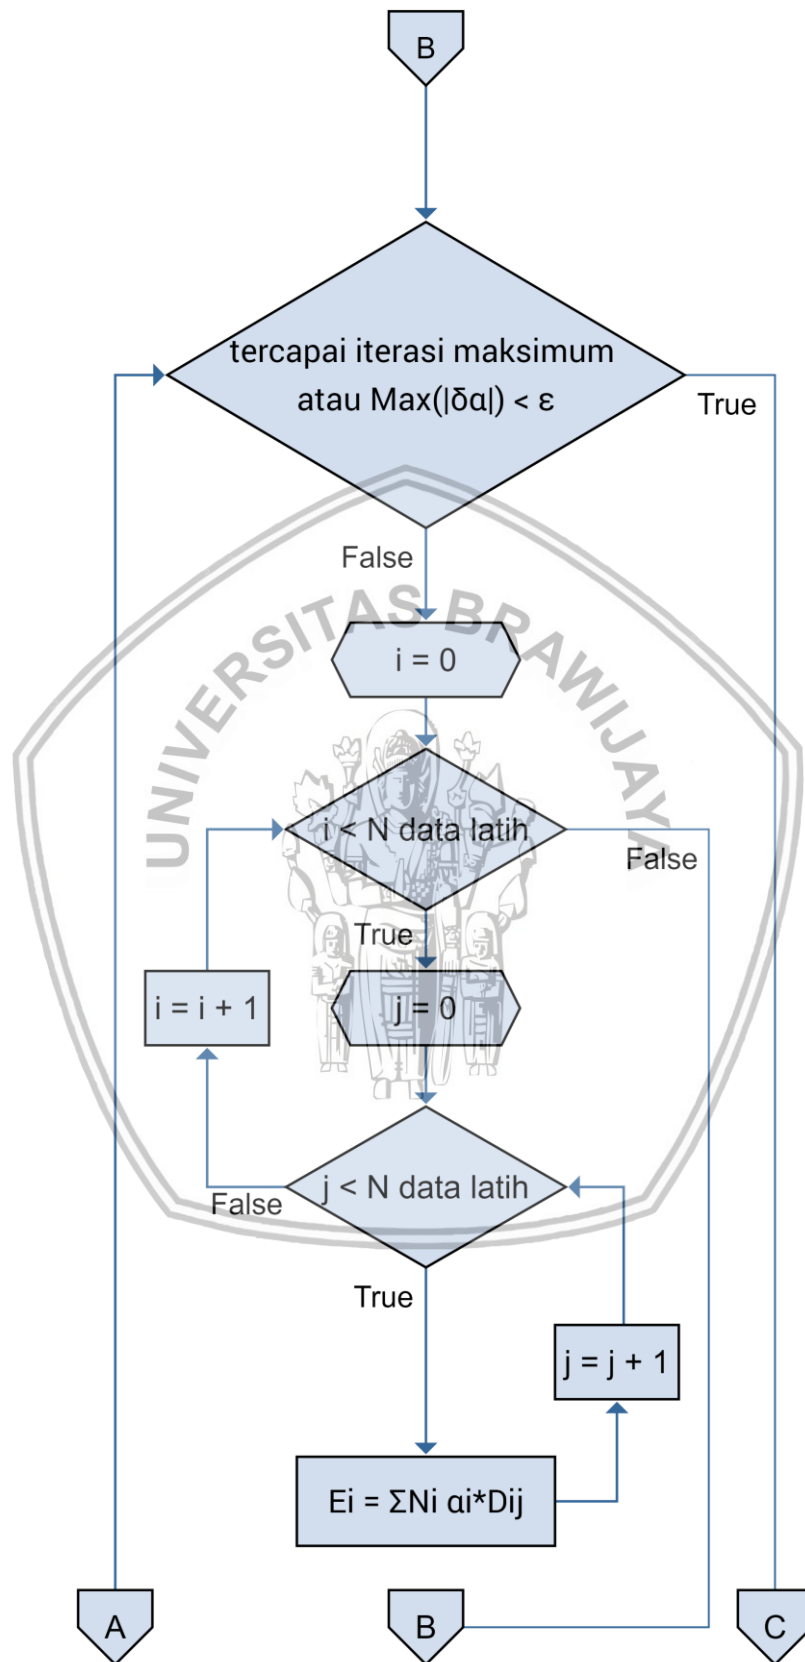 B
tercapai iterasi maksimum
atau Max(|δα|) < ε
True
False
UNIVERSITAS BRAWIJAYA
i = 0
i < N data latih
False
True
i = i + 1
j = 0
j < N data latih
False
True
j = j + 1
Ei = ΣNi αi*Dij
A
B
C